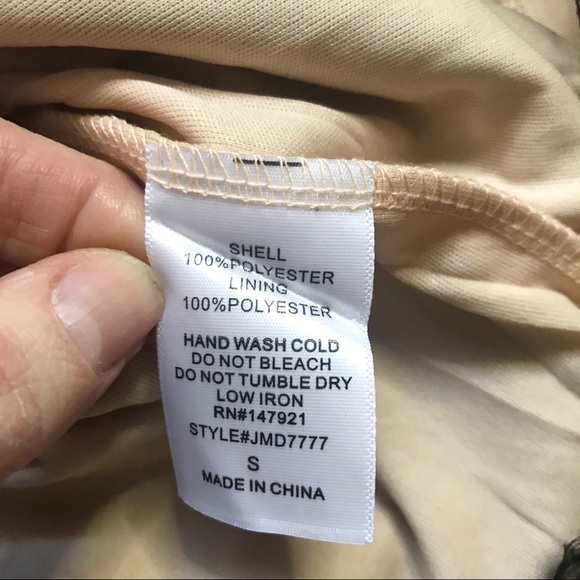 SHELL
100%POLYESTER
LINING
100%POLYESTER
HAND WASH COLD
DO NOT BLEACH
DO NOT TUMBLE DRY
LOW IRON
RN#147921
STYLE#JMD7777
S
MADE IN CHINA